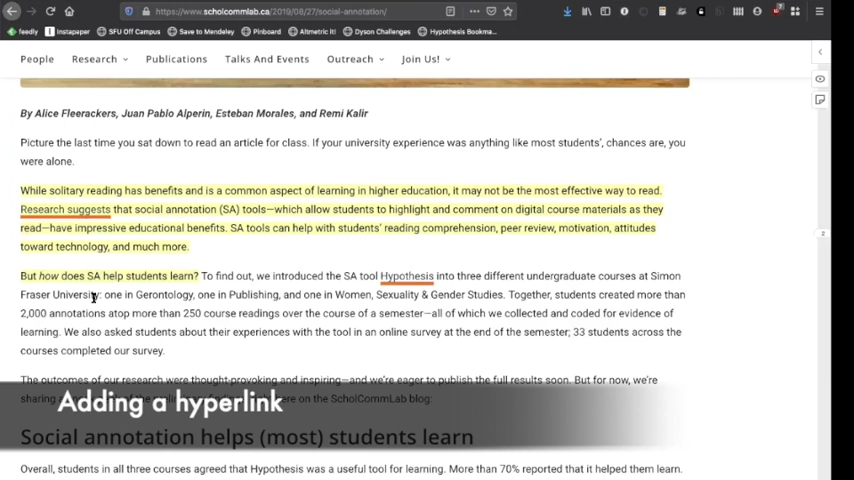 https://www.scholcommlab.ca/2019/08/27/social-annotation/
feedly Instapaper SFU Off Campus Save to Mendeley Pinboard Altmetric it! Dyson Challenges Hypothesis Bookma...
People Research Publications Talks And Events Outreach Join Us!
By Alice Fleerackers, Juan Pablo Alperin, Esteban Morales, and Remi Kalir
Picture the last time you sat down to read an article for class. If your university experience was anything like most students', chances are, you
were alone.
While solitary reading has benefits and is a common aspect of learning in higher education, it may not be the most effective way to read.
Research suggests that social annotation (SA) tools—which allow students to highlight and comment on digital course materials as they
read—have impressive educational benefits. SA tools can help with students' reading comprehension, peer review, motivation, attitudes
toward technology, and much more.
But how does SA help students learn? To find out, we introduced the SA tool Hypothesis into three different undergraduate courses at Simon
Fraser University: one in Gerontology, one in Publishing, and one in Women, Sexuality & Gender Studies. Together, students created more than
2,000 annotations atop more than 250 course readings over the course of a semester—all of which we collected and coded for evidence of
learning. We also asked students about their experiences with the tool in an online survey at the end of the semester; 33 students across the
courses completed our survey.
The outcomes of our research were thought-provoking and inspiring—and we're eager to publish the full results soon. But for now, we're
sharing here on the ScholCommLab blog:
Adding a hyperlink
Social annotation helps (most) students learn
Overall, students in all three courses agreed that Hypothesis was a useful tool for learning. More than 70% reported that it helped them learn.